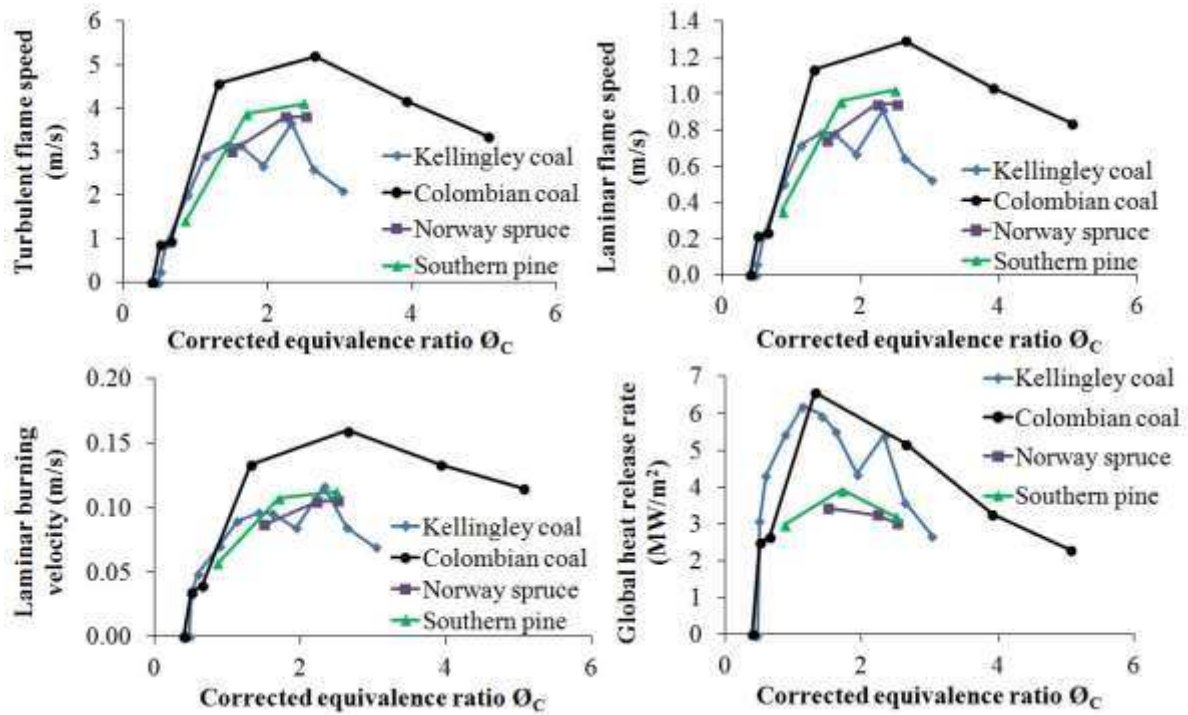 Turbulent flame speed
(m/s)
6
5
4
3
2
1
0
0 2 4 6
Kellingley coal
Colombian coal
Norway spruce
Southern pine
Corrected equivalence ratio Ø_C
Laminar flame speed
(m/s)
1.4
1.2
1.0
0.8
0.6
0.4
0.2
0.0
0 2 4 6
Kellingley coal
Colombian coal
Norway spruce
Southern pine
Corrected equivalence ratio Ø_C
Laminar burning
velocity (m/s)
0.20
0.15
0.10
0.05
0.00
0 2 4 6
Kellingley coal
Colombian coal
Norway spruce
Southern pine
Corrected equivalence ratio Ø_C
Global heat release rate
(MW/m²)
7
6
5
4
3
2
1
0
0 2 4 6
Kellingley coal
Colombian coal
Norway spruce
Southern pine
Corrected equivalence ratio Ø_C